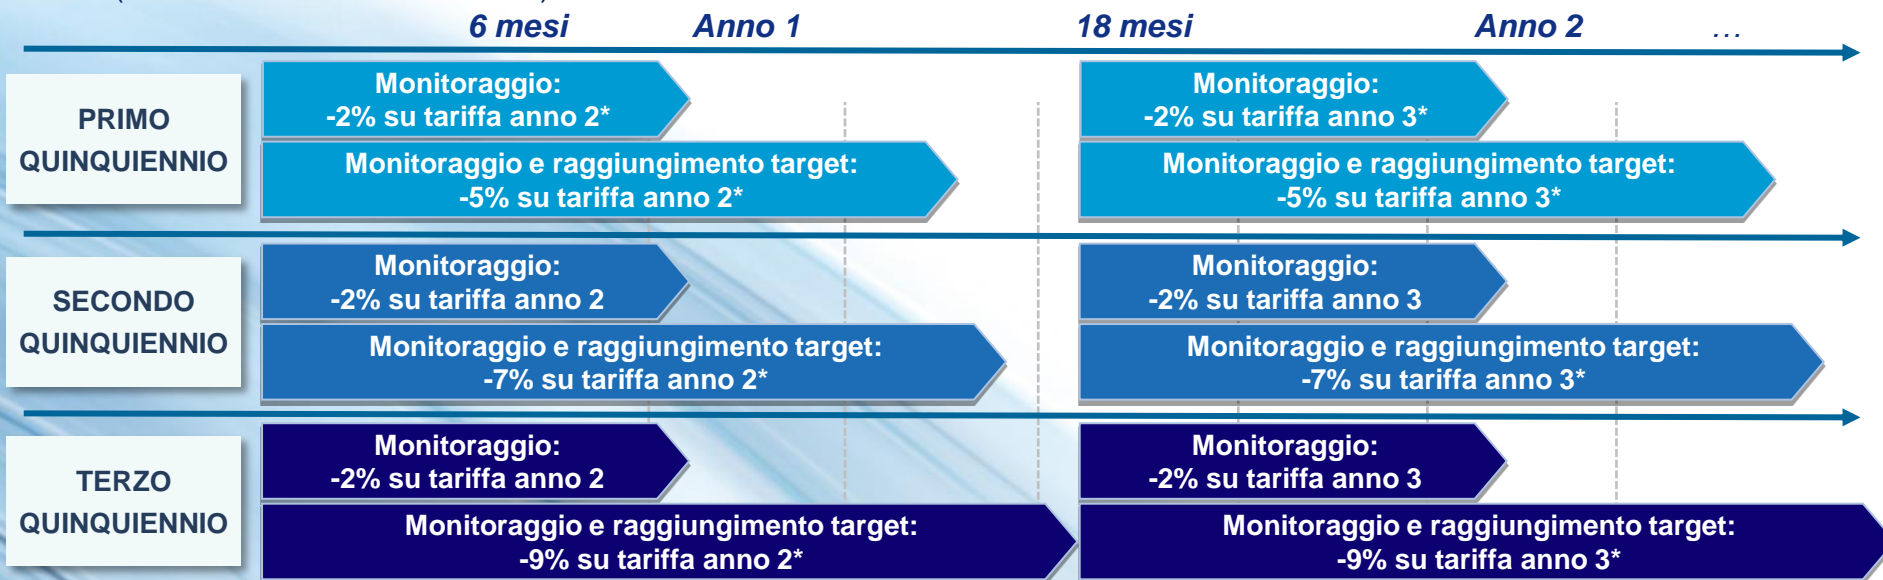 6 mesi Anno 1 18 mesi Anno 2 …
PRIMO
QUINQUIENNIO
Monitoraggio:
-2% su tariffa anno 2*
Monitoraggio:
-2% su tariffa anno 3*
Monitoraggio e raggiungimento target:
-5% su tariffa anno 2*
Monitoraggio e raggiungimento target:
-5% su tariffa anno 3*
SECONDO
QUINQUIENNIO
Monitoraggio:
-2% su tariffa anno 2
Monitoraggio:
-2% su tariffa anno 3
Monitoraggio e raggiungimento target:
-7% su tariffa anno 2*
Monitoraggio e raggiungimento target:
-7% su tariffa anno 3*
TERZO
QUINQUIENNIO
Monitoraggio:
-2% su tariffa anno 2
Monitoraggio:
-2% su tariffa anno 3
Monitoraggio e raggiungimento target:
-9% su tariffa anno 2*
Monitoraggio e raggiungimento target:
-9% su tariffa anno 3*